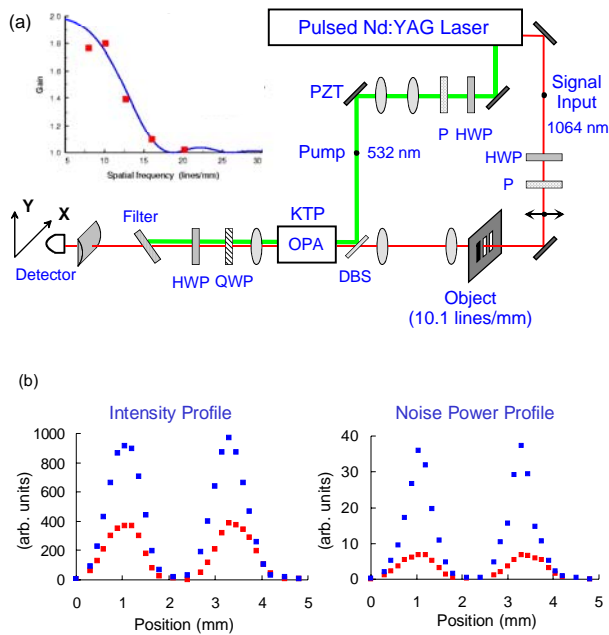 (a)
2.0
1.8
1.6
1.4
1.2
1.0
Gain
5
10
15
20
25
30
Spatial frequency (lines/mm)
Pulsed Nd:YAG Laser
PZT
P HWP
Signal
Input
1064 nm
Pump
532 nm
HWP
P
Y
X
Filter
KTP
OPA
Detector
HWP
QWP
DBS
Object
(10.1 lines/mm)
(b)
Intensity Profile
1000
800
600
400
200
0
(arb. units)
0 1 2 3 4 5
Position (mm)
Noise Power Profile
40
30
20
10
0
(arb. units)
0 1 2 3 4 5
Position (mm)